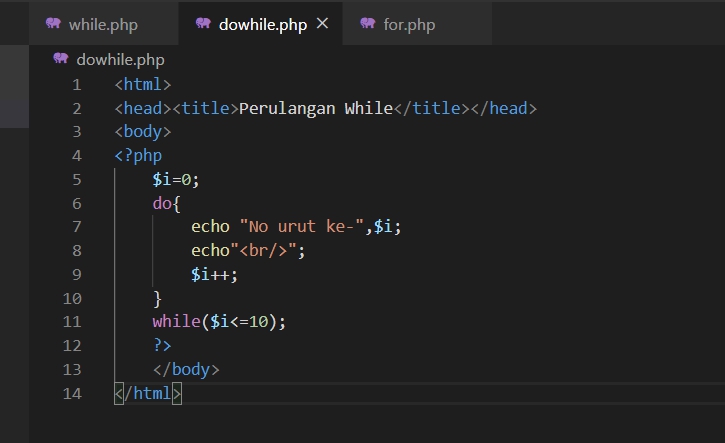 while.php dowhile.php × for.php
dowhile.php
1 <html>
2 <head><title>Perulangan While</title></head>
3 <body>
4 <?php
5 $i=0;
6 do{
7 echo "No urut ke-",$i;
8 echo"<br/>";
9 $i++;
10 }
11 while($i<=10);
12 ?>
13 </body>
14 </html>